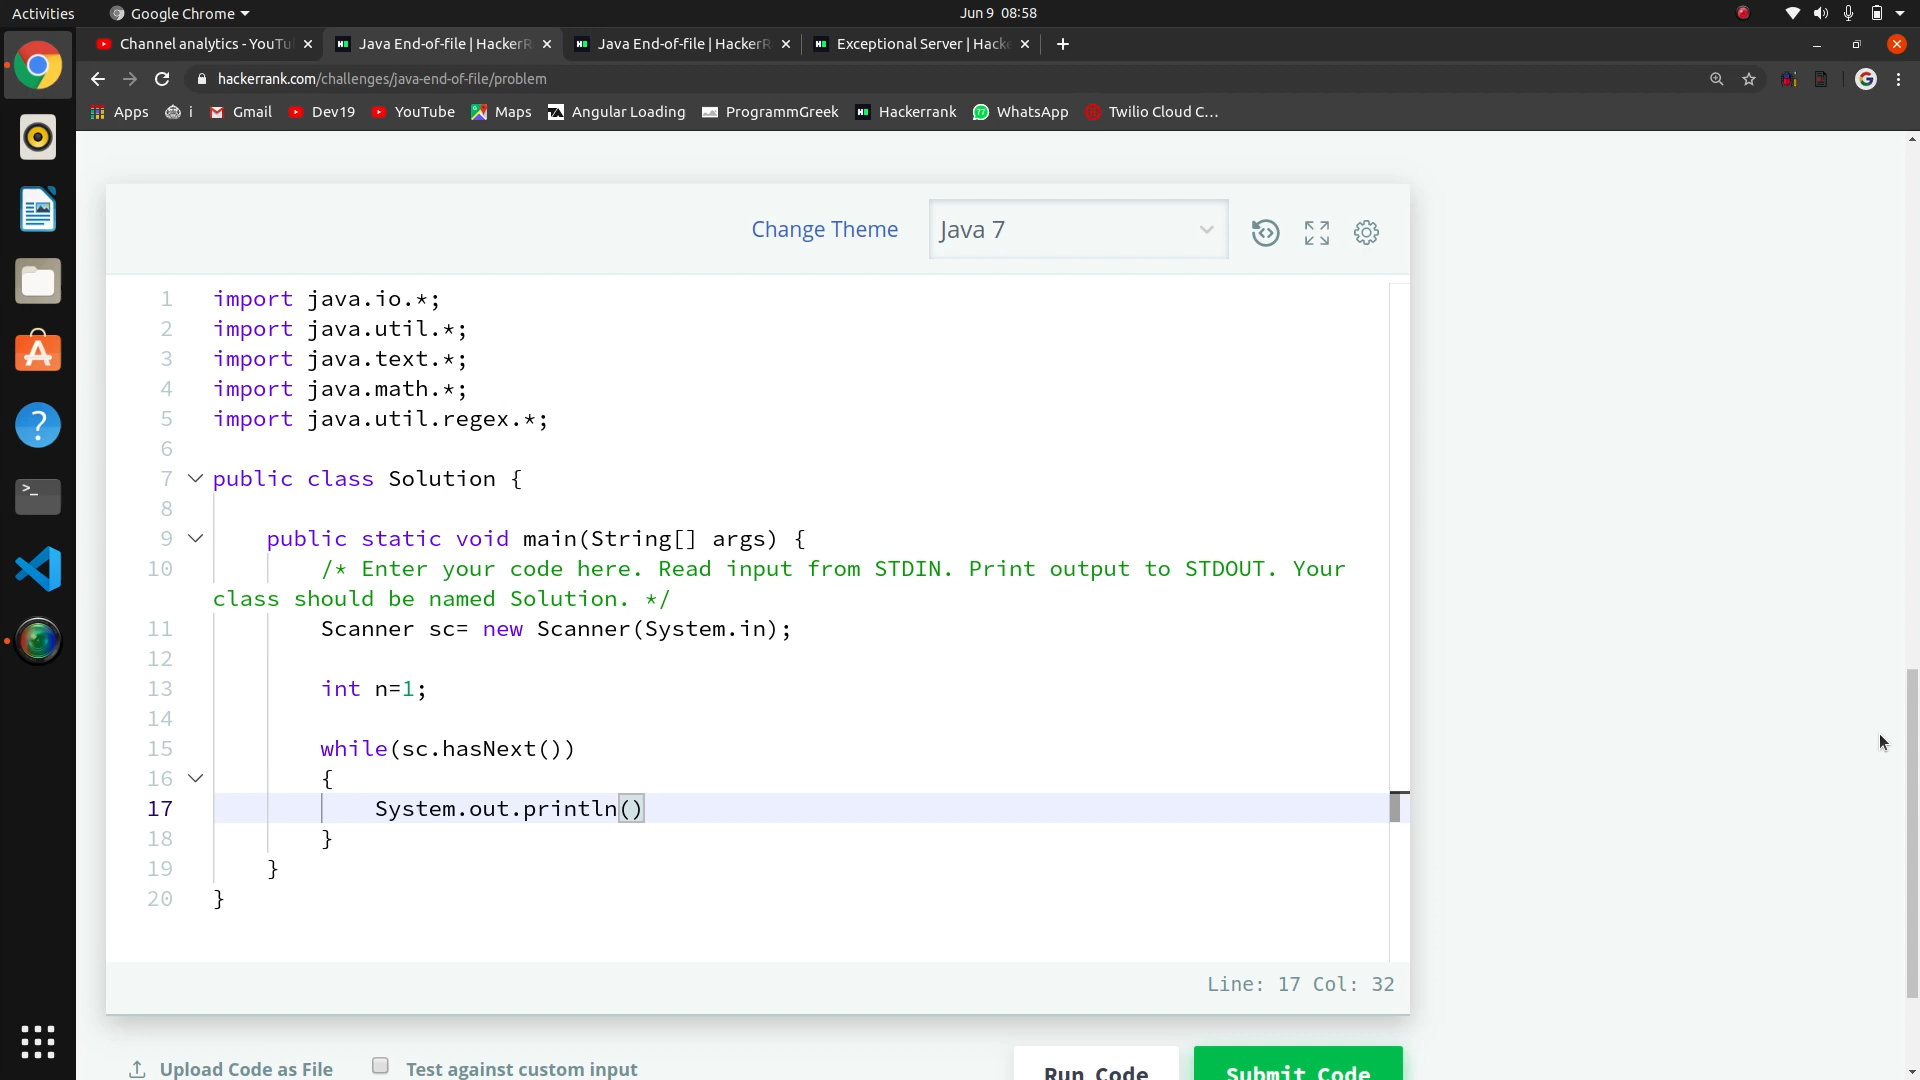 Activities
Google Chrome
Jun 9 08:58
Channel analytics - YouTu
Java End-of-file | HackerR
Java End-of-file | HackerR
Exceptional Server | Hacke
hackerrank.com/challenges/java-end-of-file/problem
Apps
i
Gmail
Dev19
YouTube
Maps
Angular Loading
ProgrammGreek
Hackerrank
WhatsApp
Twilio Cloud C...
Change Theme
Java 7
1 import java.io.*;
2 import java.util.*;
3 import java.text.*;
4 import java.math.*;
5 import java.util.regex.*;
6
7 public class Solution {
8
9 public static void main(String[] args) {
10 /* Enter your code here. Read input from STDIN. Print output to STDOUT. Your
class should be named Solution. */
11 Scanner sc= new Scanner(System.in);
12
13 int n=1;
14
15 while(sc.hasNext())
16 {
17 System.out.println()
18 }
19 }
20 }
Line: 17 Col: 32
Upload Code as File
Test against custom input
Run Code
Submit Code